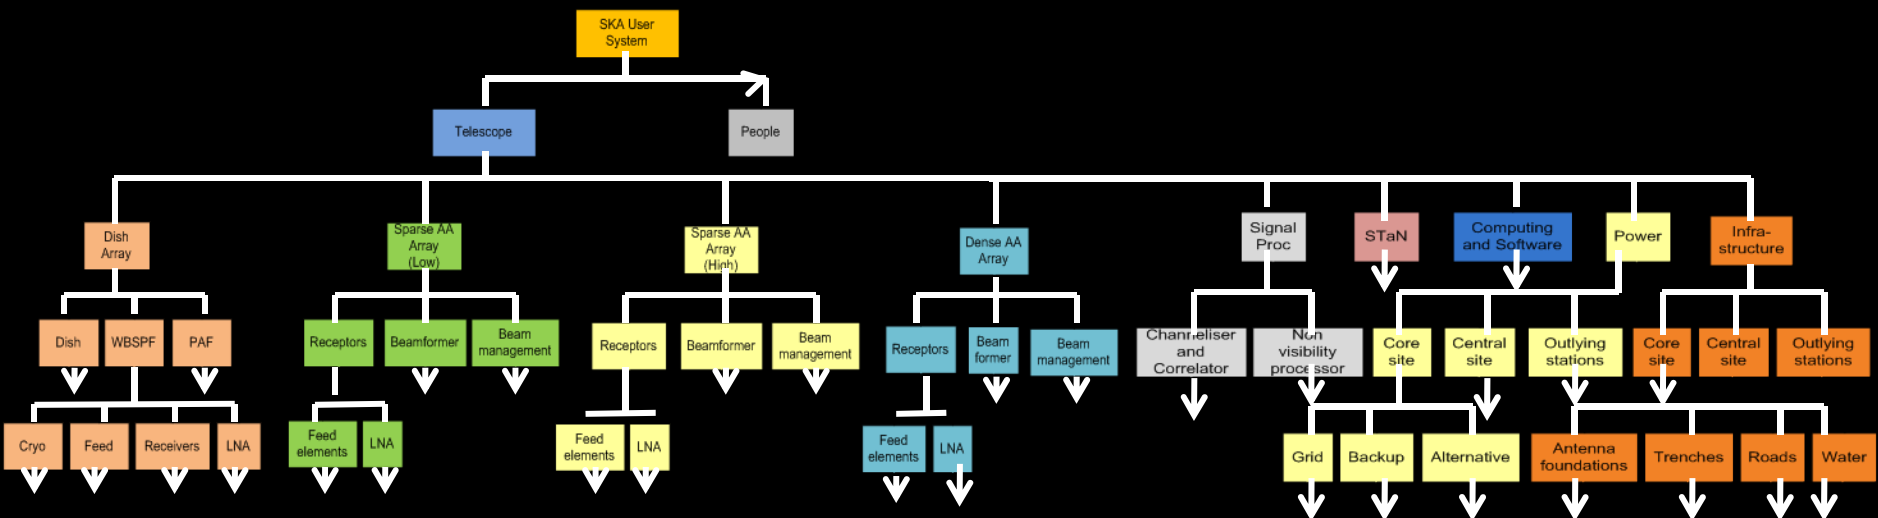 SKA User
System
Telescope
People
Dish
Array
Sparse AA
Array
(Low)
Sparse AA
Array
(High)
Dense AA
Array
Signal
Proc
STaN
Computing
and Software
Power
Infra-
structure
Dish
WBSPF
PAF
Receptors
Beamformer
Beam
management
Receptors
Beamformer
Beam
management
Receptors
Beam
former
Beam
management
Channeliser
and
Correlator
Non
visibility
processor
Core
site
Central
site
Outlying
stations
Core
site
Central
site
Outlying
stations
Cryo
Feed
Receivers
LNA
Feed
elements
LNA
Feed
elements
LNA
Feed
elements
LNA
Grid
Backup
Alternative
Antenna
foundations
Trenches
Roads
Water